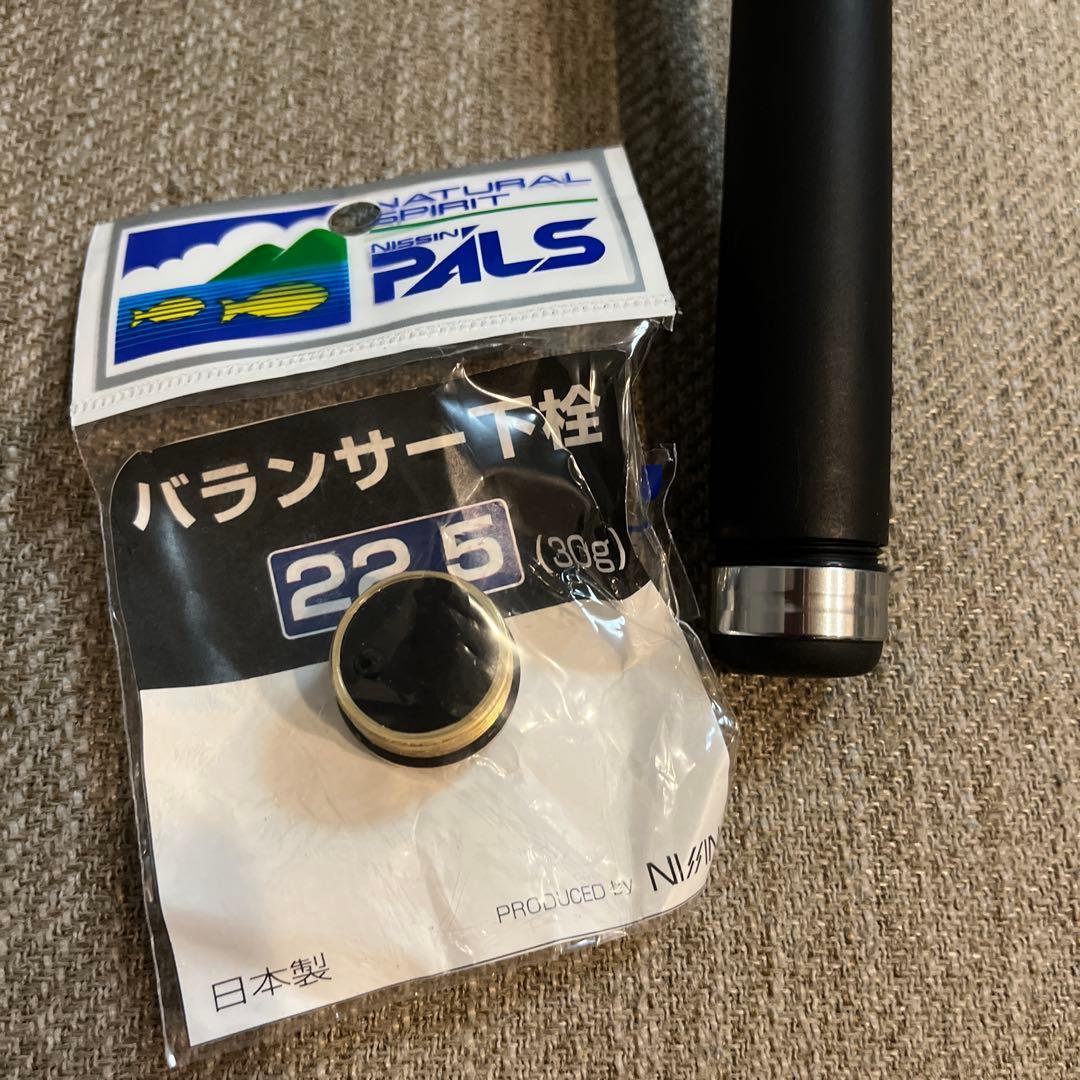 NATURAL
SPIRIT
NISSIN
PALS
バランサー下栓
22.5 (30g)
PRODUCED by NISSIN
日本製